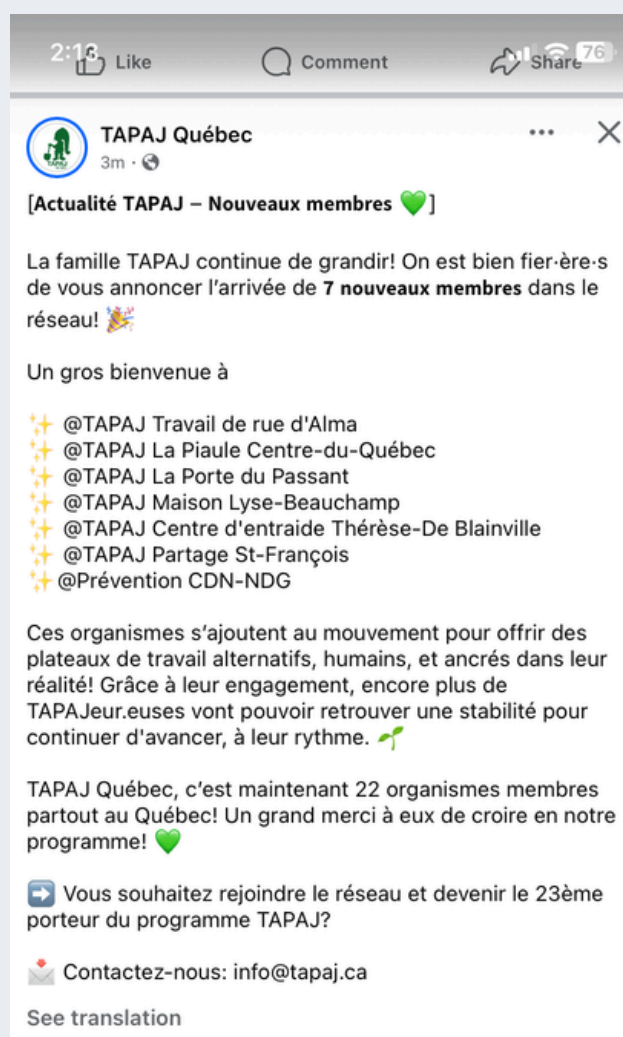 2:18
Like
Comment
Share
76
TAPAJ Québec
3m
[Actualité TAPAJ – Nouveaux membres 💚]
La famille TAPAJ continue de grandir! On est bien fier·ère·s
de vous annoncer l'arrivée de 7 nouveaux membres dans le
réseau! 🎉
Un gros bienvenue à
✨ @TAPAJ Travail de rue d'Alma
✨ @TAPAJ La Piaule Centre-du-Québec
✨ @TAPAJ La Porte du Passant
✨ @TAPAJ Maison Lyse-Beauchamp
✨ @TAPAJ Centre d'entraide Thérèse-De Blainville
✨ @TAPAJ Partage St-François
✨@Prévention CDN-NDG
Ces organismes s'ajoutent au mouvement pour offrir des
plateaux de travail alternatifs, humains, et ancrés dans leur
réalité! Grâce à leur engagement, encore plus de
TAPAJeur.euses vont pouvoir retrouver une stabilité pour
continuer d'avancer, à leur rythme. 🌱
TAPAJ Québec, c'est maintenant 22 organismes membres
partout au Québec! Un grand merci à eux de croire en notre
programme! 💚
➡️ Vous souhaitez rejoindre le réseau et devenir le 23ème
porteur du programme TAPAJ?
📩 Contactez-nous: info@tapaj.ca
See translation